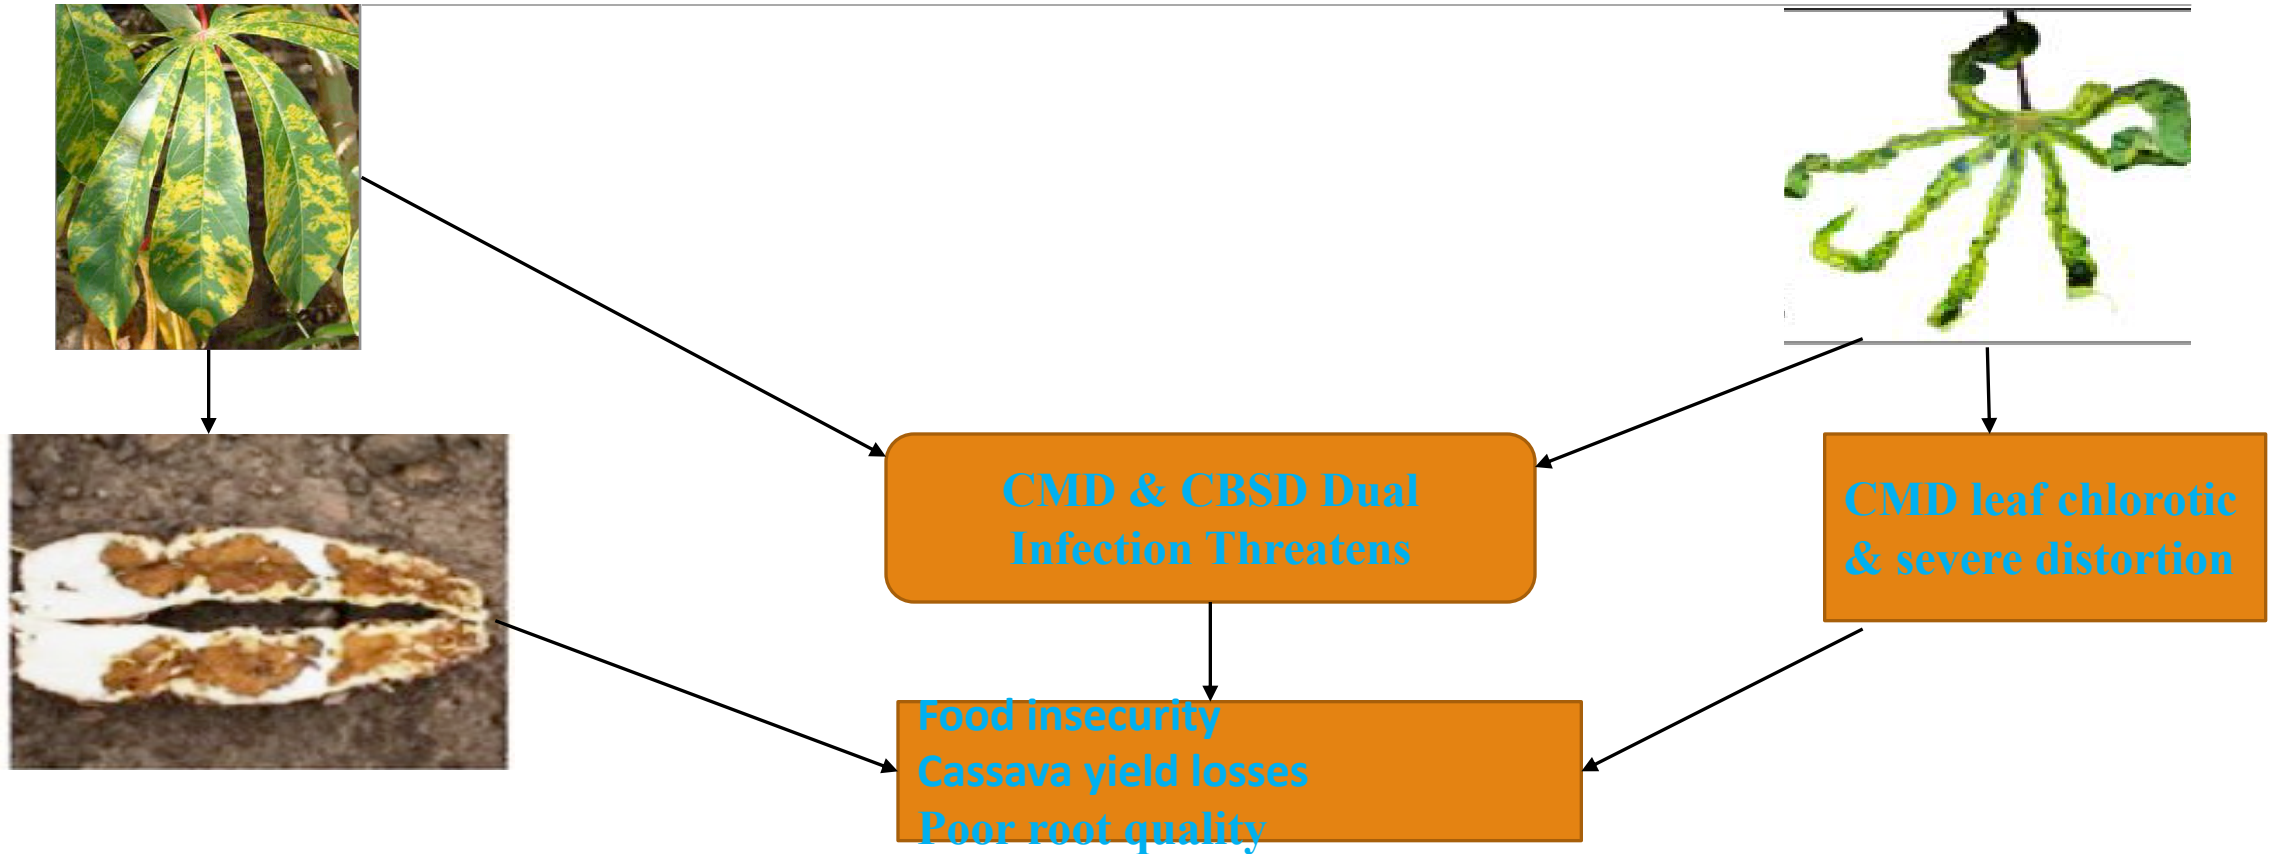 CMD & CBSD Dual
Infection Threatens
CMD leaf chlorotic
& severe distortion
Food insecurity
Cassava yield losses
Poor root quality